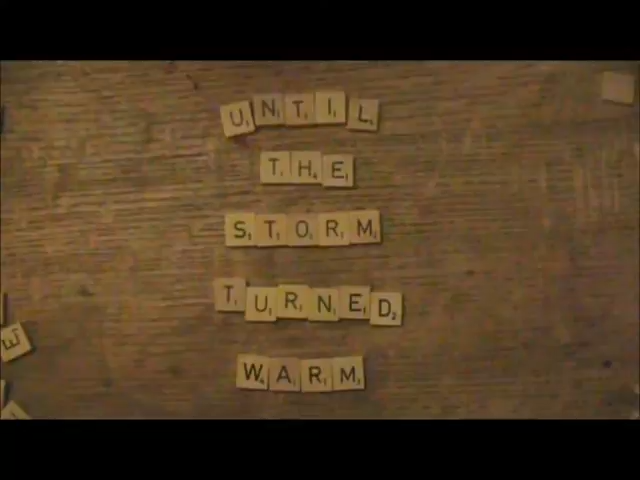 UNTIL
THE
STORM
TURNED
WARM
E